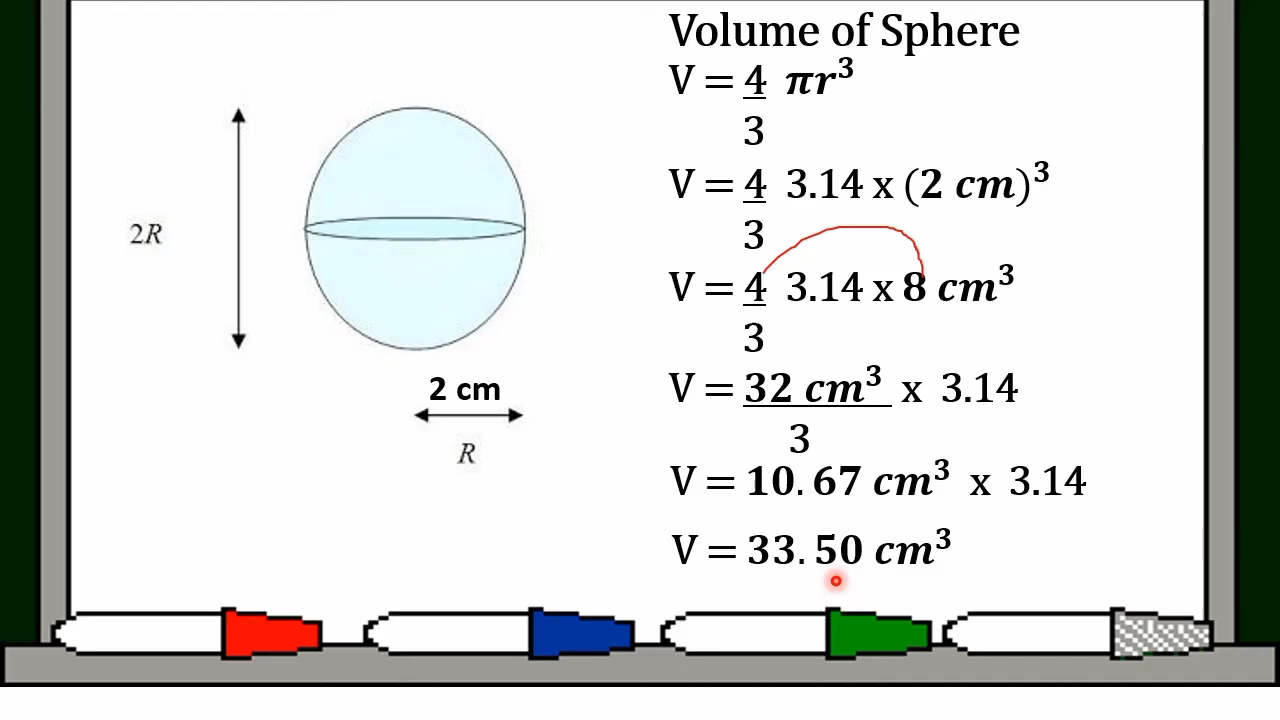 Volume of Sphere
V = 4 πr³
3
V = 4 3.14 x (2 cm)³
3
2R
V = 4 3.14 x 8 cm³
3
2 cm
R
V = 32 cm³ x 3.14
3
V = 10.67 cm³ x 3.14
V = 33.50 cm³